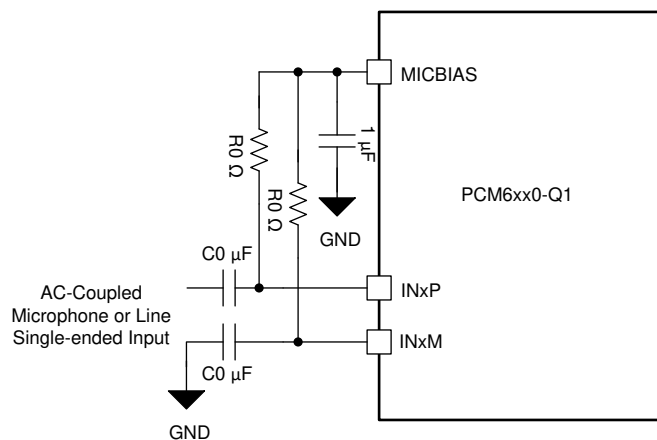 MICBIAS
R0 Ω
R0 Ω
1 µF
GND
PCM6xx0-Q1
C0 µF
AC-Coupled
Microphone or Line
Single-ended Input
INxP
INxM
C0 µF
GND